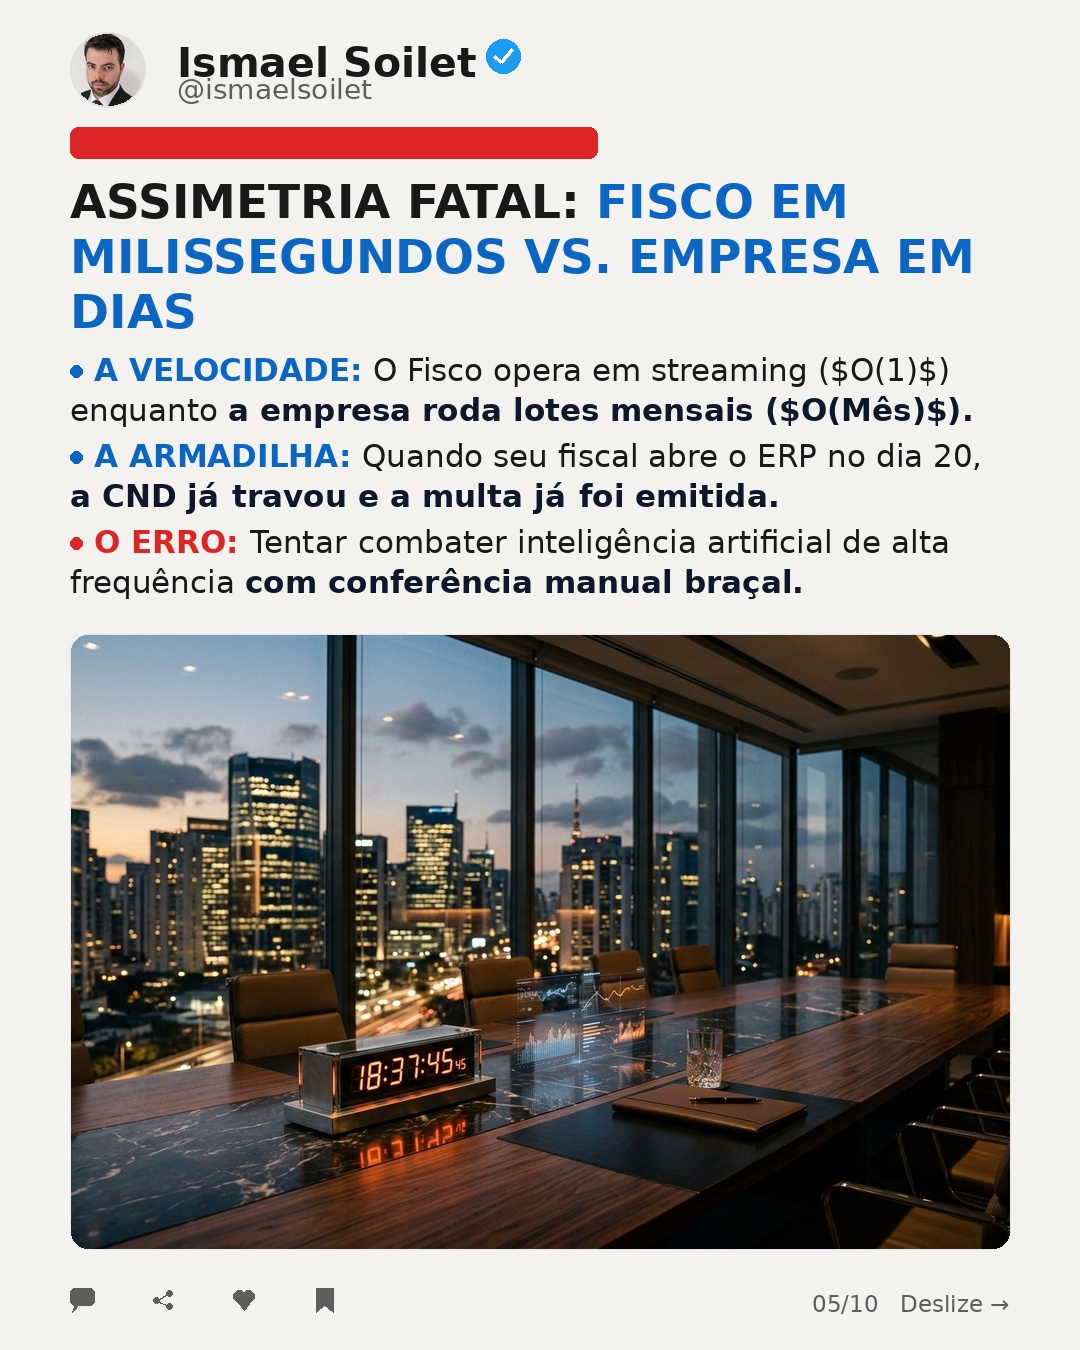 Ismael Soilet
@ismaelsoilet
ASSIMETRIA FATAL: FISCO EM
MILISSEGUNDOS VS. EMPRESA EM
DIAS
• A VELOCIDADE: O Fisco opera em streaming ($O(1)$)
enquanto a empresa roda lotes mensais ($O(Mês)$).
• A ARMADILHA: Quando seu fiscal abre o ERP no dia 20,
a CND já travou e a multa já foi emitida.
• O ERRO: Tentar combater inteligência artificial de alta
frequência com conferência manual braçal.
18:37:45 45
05/10 Deslize →